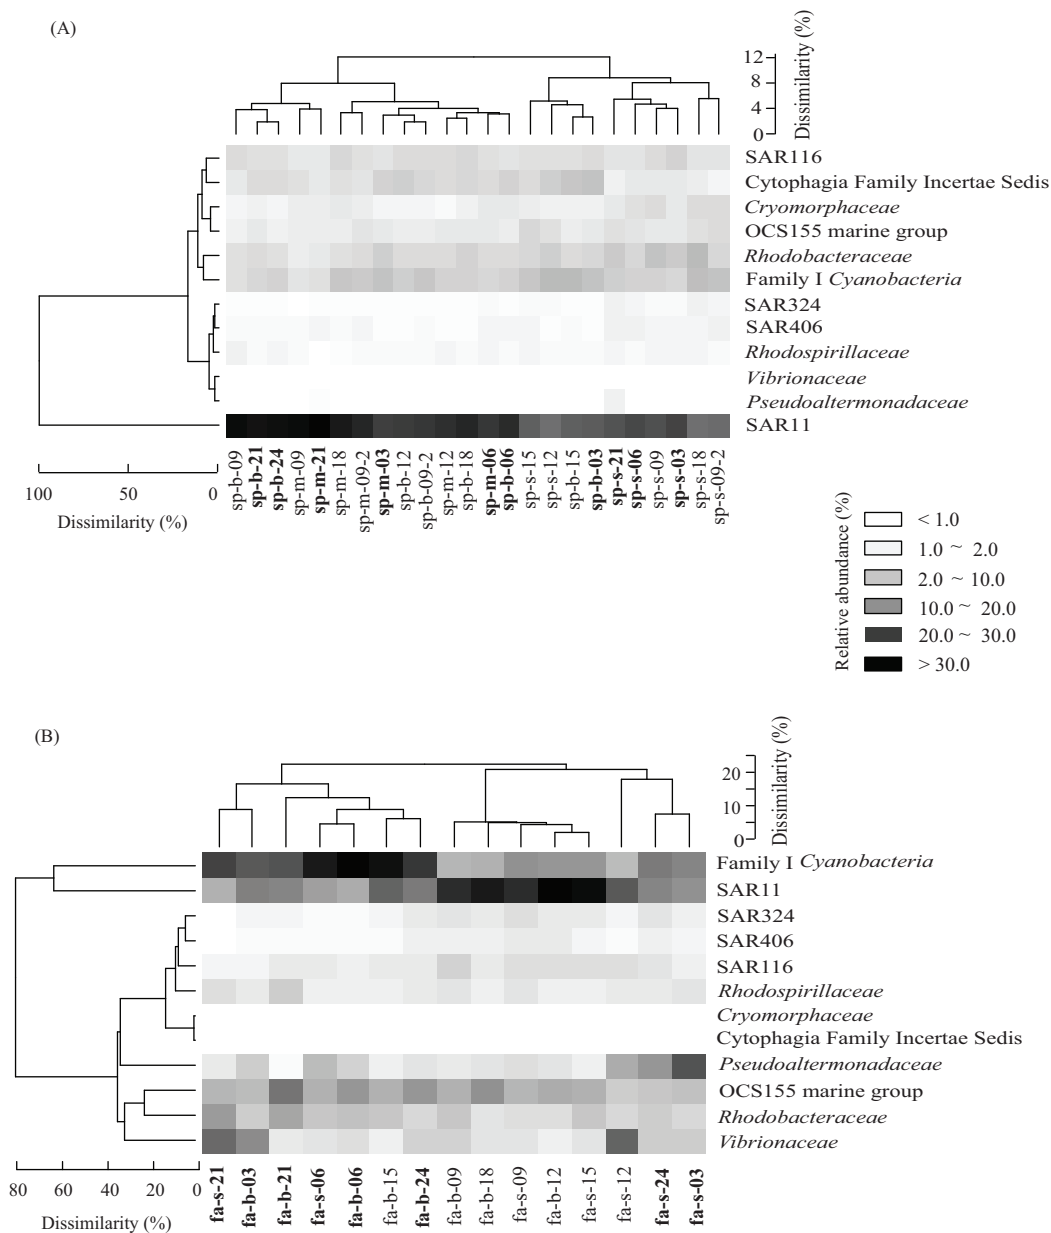 (A)
12
8
4
0
Dissimilarity (%)
SAR116
Cytophagia Family Incertae Sedis
Cryomorphaceae
OCS155 marine group
Rhodobacteraceae
Family I Cyanobacteria
SAR324
SAR406
Rhodospirillaceae
Vibrionaceae
Pseudoaltermonadaceae
SAR11
100 50 0
Dissimilarity (%)
sp-b-09
sp-b-21
sp-b-24
sp-m-09
sp-m-21
sp-m-18
sp-m-09-2
sp-m-03
sp-b-12
sp-b-09-2
sp-m-12
sp-b-18
sp-m-06
sp-b-06
sp-s-15
sp-s-12
sp-b-15
sp-b-03
sp-s-21
sp-s-06
sp-s-09
sp-s-03
sp-s-18
sp-s-09-2
Relative abundance (%)
< 1.0
1.0 ~ 2.0
2.0 ~ 10.0
10.0 ~ 20.0
20.0 ~ 30.0
> 30.0
(B)
20
10
0
Dissimilarity (%)
Family I Cyanobacteria
SAR11
SAR324
SAR406
SAR116
Rhodospirillaceae
Cryomorphaceae
Cytophagia Family Incertae Sedis
Pseudoaltermonadaceae
OCS155 marine group
Rhodobacteraceae
Vibrionaceae
80 60 40 20 0
Dissimilarity (%)
fa-s-21
fa-b-03
fa-b-21
fa-s-06
fa-b-06
fa-b-15
fa-b-24
fa-b-09
fa-b-18
fa-s-09
fa-b-12
fa-s-15
fa-s-12
fa-s-24
fa-s-03